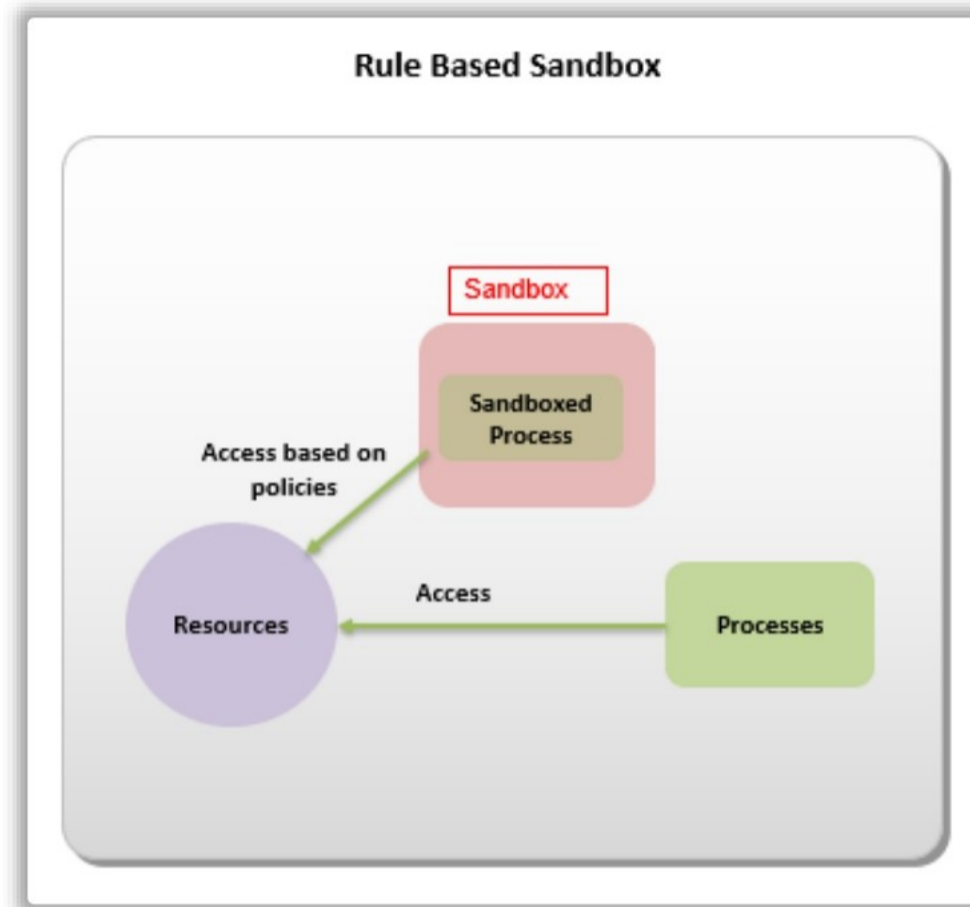 Rule Based Sandbox
Sandbox
Sandboxed
Process
Access based on
policies
Access
Resources
Processes